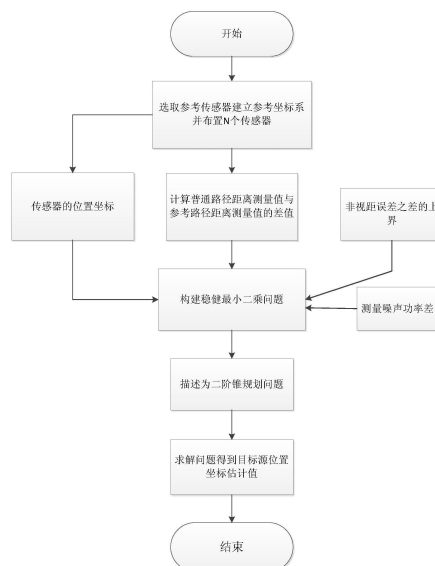 开始
选取参考传感器建立参考坐标系
并布置N个传感器
传感器的位置坐标
计算普通路径距离测量值与
参考路径距离测量值的差值
非视距误差之差的上
界
构建稳健最小二乘问题
测量噪声功率差
描述为二阶锥规划问题
求解问题得到目标源位置
坐标估计值
结束